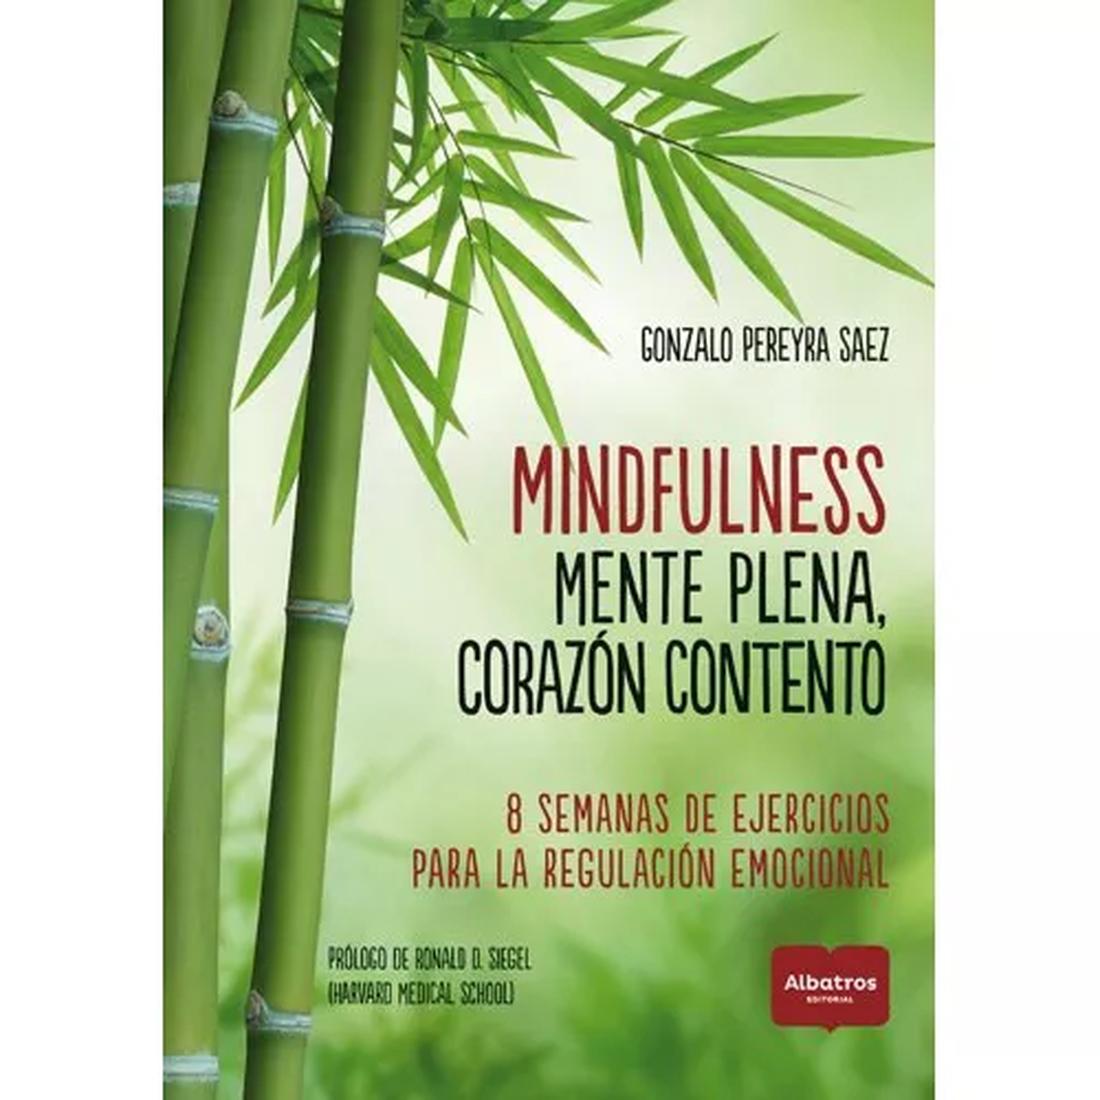 GONZALO PEREYRA SAEZ
MINDFULNESS
MENTE PLENA,
CORAZÓN CONTENTO
8 SEMANAS DE EJERCICIOS
PARA LA REGULACIÓN EMOCIONAL
PRÓLOGO DE RONALD D. SIEGEL
(HARVARD MEDICAL SCHOOL)
Albatros
EDITORIAL